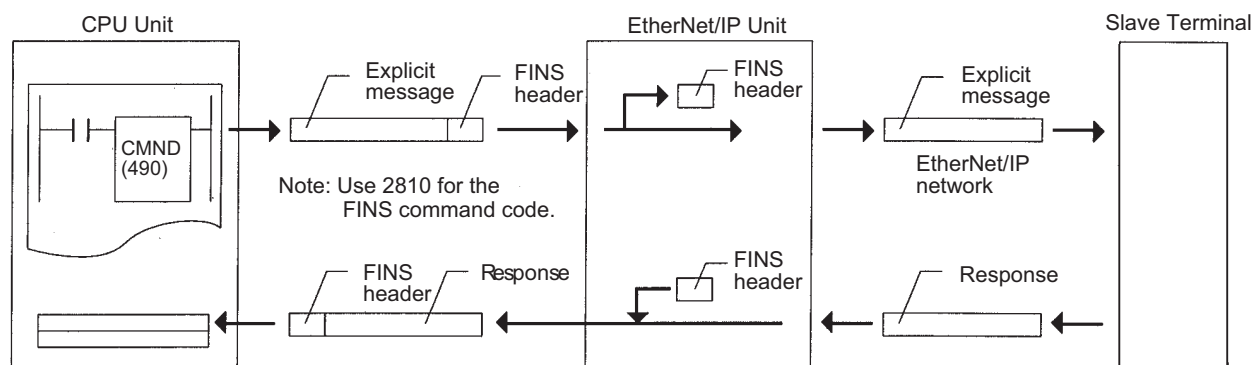 CPU Unit
EtherNet/IP Unit
Slave Terminal
Explicit
message
FINS
header
FINS
header
Explicit
message
CMND
(490)
EtherNet/IP
network
Note: Use 2810 for the
FINS command code.
FINS
header
Response
FINS
header
Response